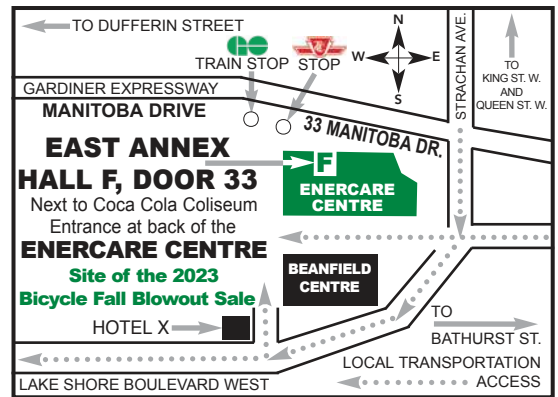 TO DUFFERIN STREET
GO
TTC
TRAIN STOP
STOP
N
W
E
S
STRACHAN AVE.
TO
KING ST. W.
AND
QUEEN ST. W.
GARDINER EXPRESSWAY
MANITOBA DRIVE
33 MANITOBA DR.
EAST ANNEX
HALL F, DOOR 33
Next to Coca Cola Coliseum
Entrance at back of the
ENERCARE CENTRE
Site of the 2023
Bicycle Fall Blowout Sale
F
ENERCARE
CENTRE
BEANFIELD
CENTRE
HOTEL X
TO
BATHURST ST.
LOCAL TRANSPORTATION
ACCESS
LAKE SHORE BOULEVARD WEST